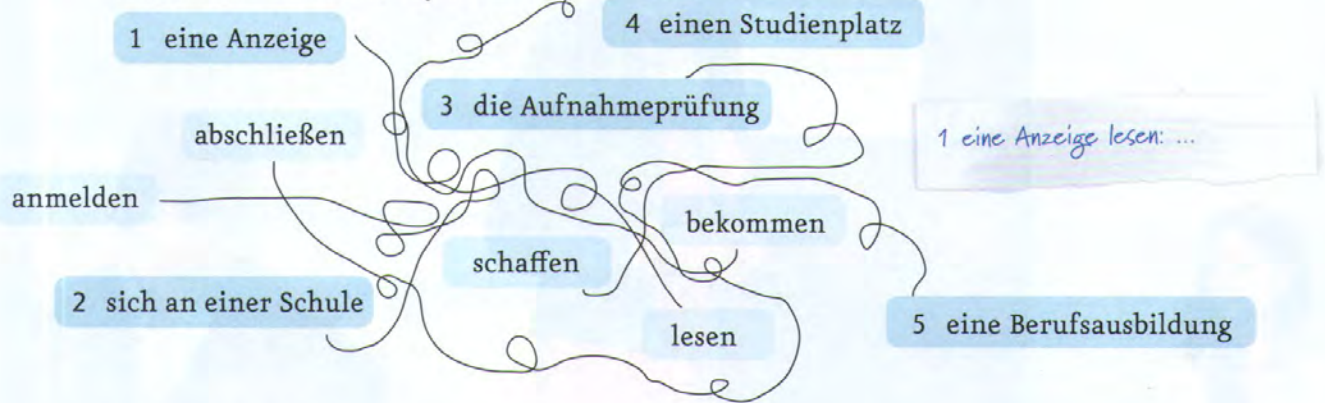 4 einen Studienplatz
1 eine Anzeige
3 die Aufnahmeprüfung
abschließen
1 eine Anzeige lesen: ...
anmelden
bekommen
schaffen
2 sich an einer Schule
5 eine Berufsausbildung
lesen